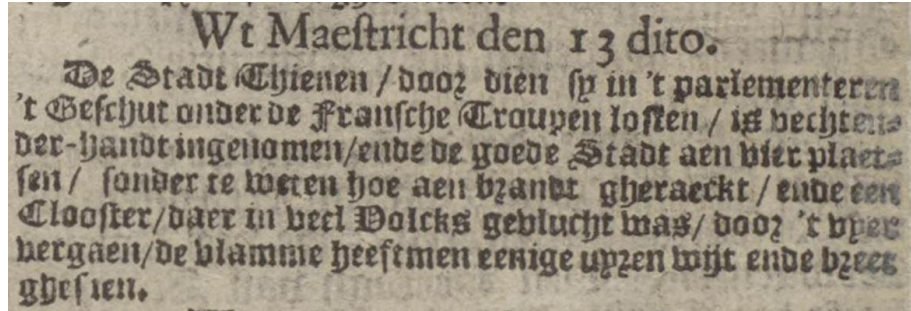 Wt Maestricht den 13 dito.
De Stadt Thienen / door dien sy in 't parlementeren
't Geschut onder de Fransche Troupen losten / is vechten-
der-handt ingenomen / ende de goede Stadt aen vier plaet-
sen / sonder te weten hoe aen brandt gheraeckt / ende een
Clooster / daer in veel Volcks gevlucht was / door 't vyer
vergaen / de vlamme heeftmen eenige uyren wijt ende breet
ghesien.